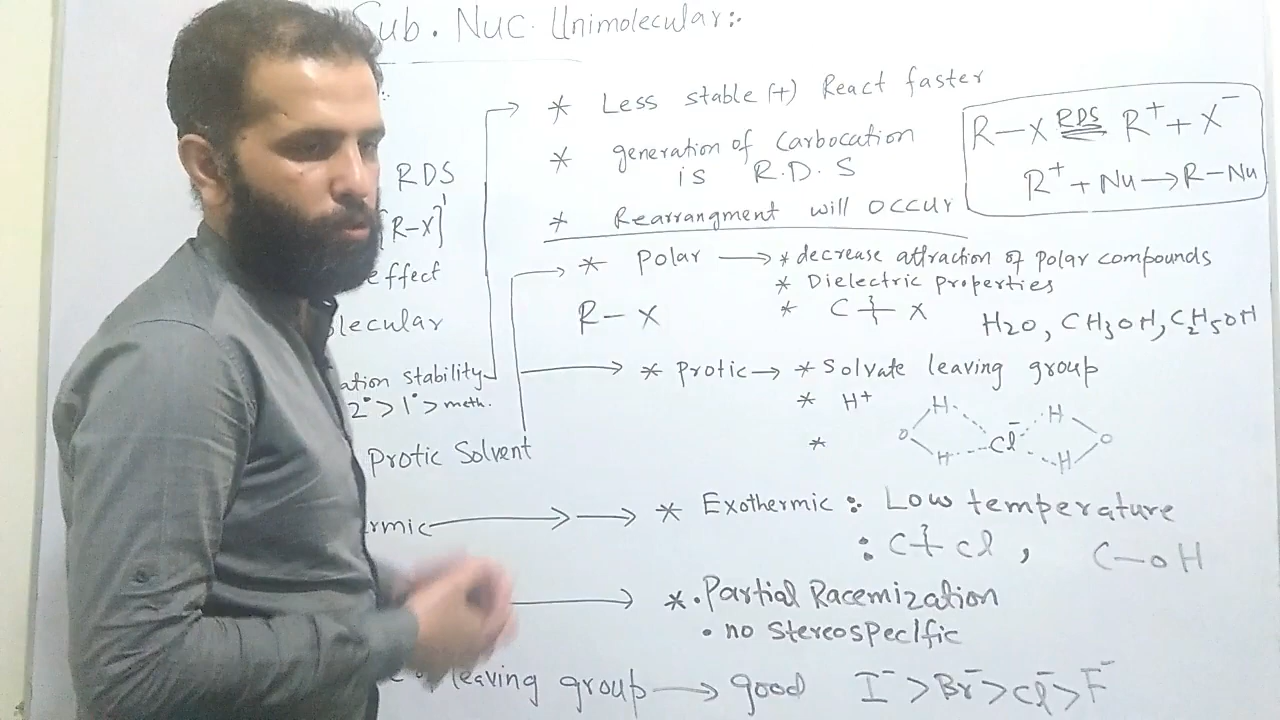 Sub. Nuc. Unimolecular:
* Less stable (+) React faster
* generation of Carbocation
is R.D.S
* Rearrangment will occur
R-X RDS R⁺ + X⁻
R⁺ + Nu → R-Nu
RDS
[R-X]¹
effect
lecular
ation stability
2° > 1° > meth.
Protic Solvent
rmic
* Polar → * decrease attraction of Polar compounds
* Dielectric Properties
R-X * C-X H2O, CH3OH, C2H5OH
* Protic → * Solvate leaving group
* H⁺
*
H H
O Cl⁻ O
H H
* Exothermic : Low temperature
: C-Cl , C-OH
* . Partial Racemization
• no stereospecific
leaving group → good I⁻ > Br⁻ > Cl⁻ > F⁻